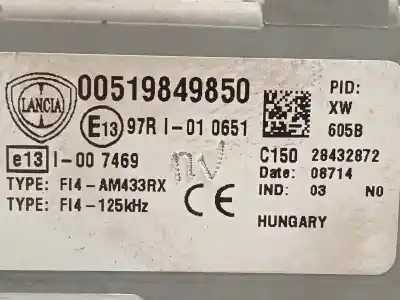 LANCIA
00519849850
PID:
XW
605B
E13 97R I-01 0651
e13 I-00 7469
nv
C150 28432872
Date: 08714
TYPE: FI4-AM433RX
TYPE: FI4-125kHz
CE
IND: 03 N0
HUNGARY